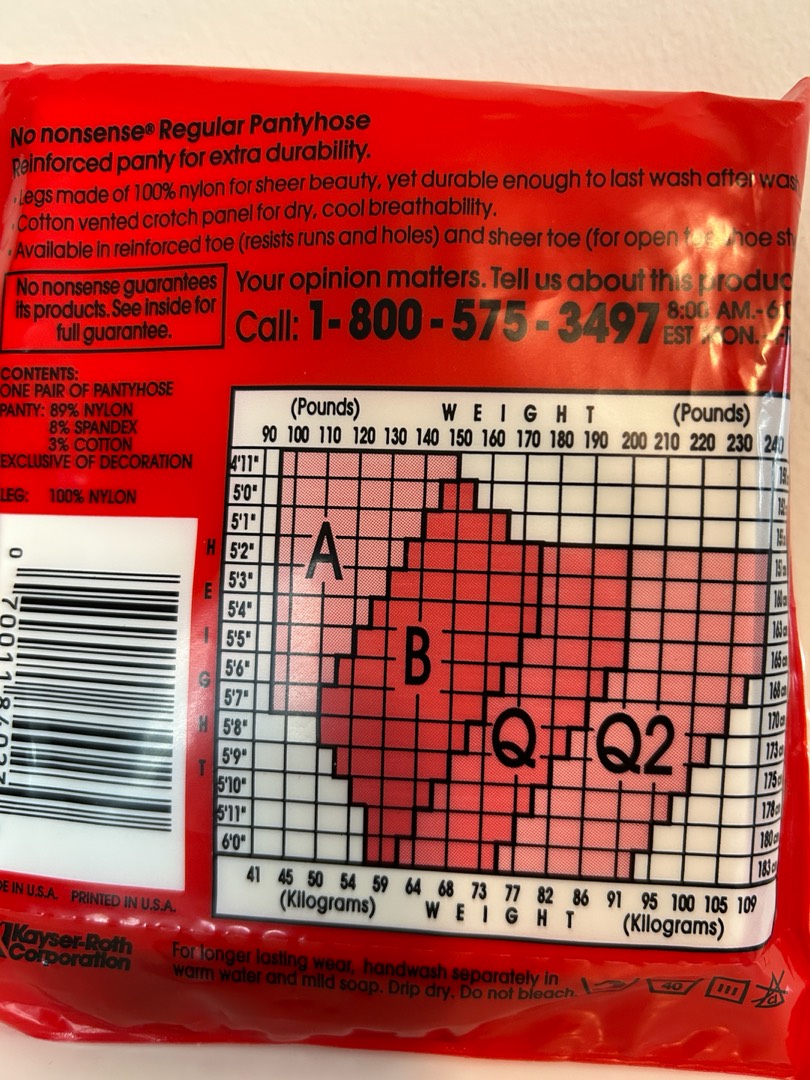 No nonsense® Regular Pantyhose
Reinforced panty for extra durability.
· Legs made of 100% nylon for sheer beauty, yet durable enough to last wash after
· Cotton vented crotch panel for dry, cool breathability.
· Available in reinforced toe (resists runs and holes) and sheer toe (for open
No nonsense guarantees
its products. See inside for
full guarantee.
Your opinion matters. Tell us about this
Call: 1-800-575-3497
8:00 AM.-
EST MON.
CONTENTS:
ONE PAIR OF PANTYHOSE
PANTY: 89% NYLON
8% SPANDEX
3% COTTON
EXCLUSIVE OF DECORATION
LEG: 100% NYLON
(Pounds) WEIGHT (Pounds)
90 100 110 120 130 140 150 160 170 180 190 200 210 220 230 240
HEIGHT
4'11"
5'0"
5'1"
5'2"
5'3"
5'4"
5'5" 163
5'6" 165
5'7" 168
5'8" 170
5'9" 173
5'10" 175
5'11" 178
6'0" 180
183
A
B
Q
Q2
41 45 50 54 59 64 68 73 77 82 86 91 95 100 105 109
(Kilograms) WEIGHT (Kilograms)
IN U.S.A. PRINTED IN U.S.A.
Kayser-Roth
Corporation
For longer lasting wear, handwash separately in
warm water and mild soap. Drip dry. Do not bleach.
40